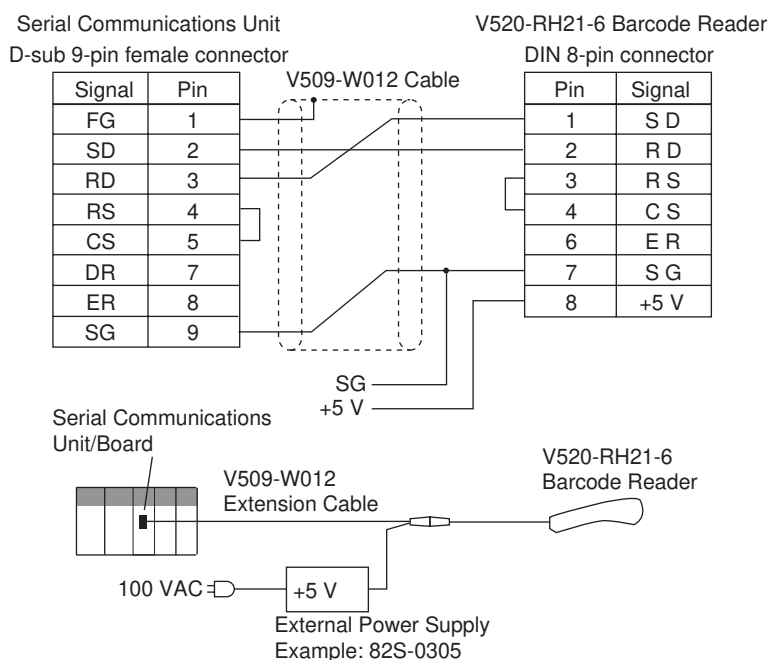 Serial Communications Unit
D-sub 9-pin female connector
V520-RH21-6 Barcode Reader
DIN 8-pin connector
V509-W012 Cable
Signal Pin
FG 1
SD 2
RD 3
RS 4
CS 5
DR 7
ER 8
SG 9
Pin Signal
1 S D
2 R D
3 R S
4 C S
6 E R
7 S G
8 +5 V
SG
+5 V
Serial Communications
Unit/Board
V509-W012
Extension Cable
V520-RH21-6
Barcode Reader
100 VAC
+5 V
External Power Supply
Example: 82S-0305